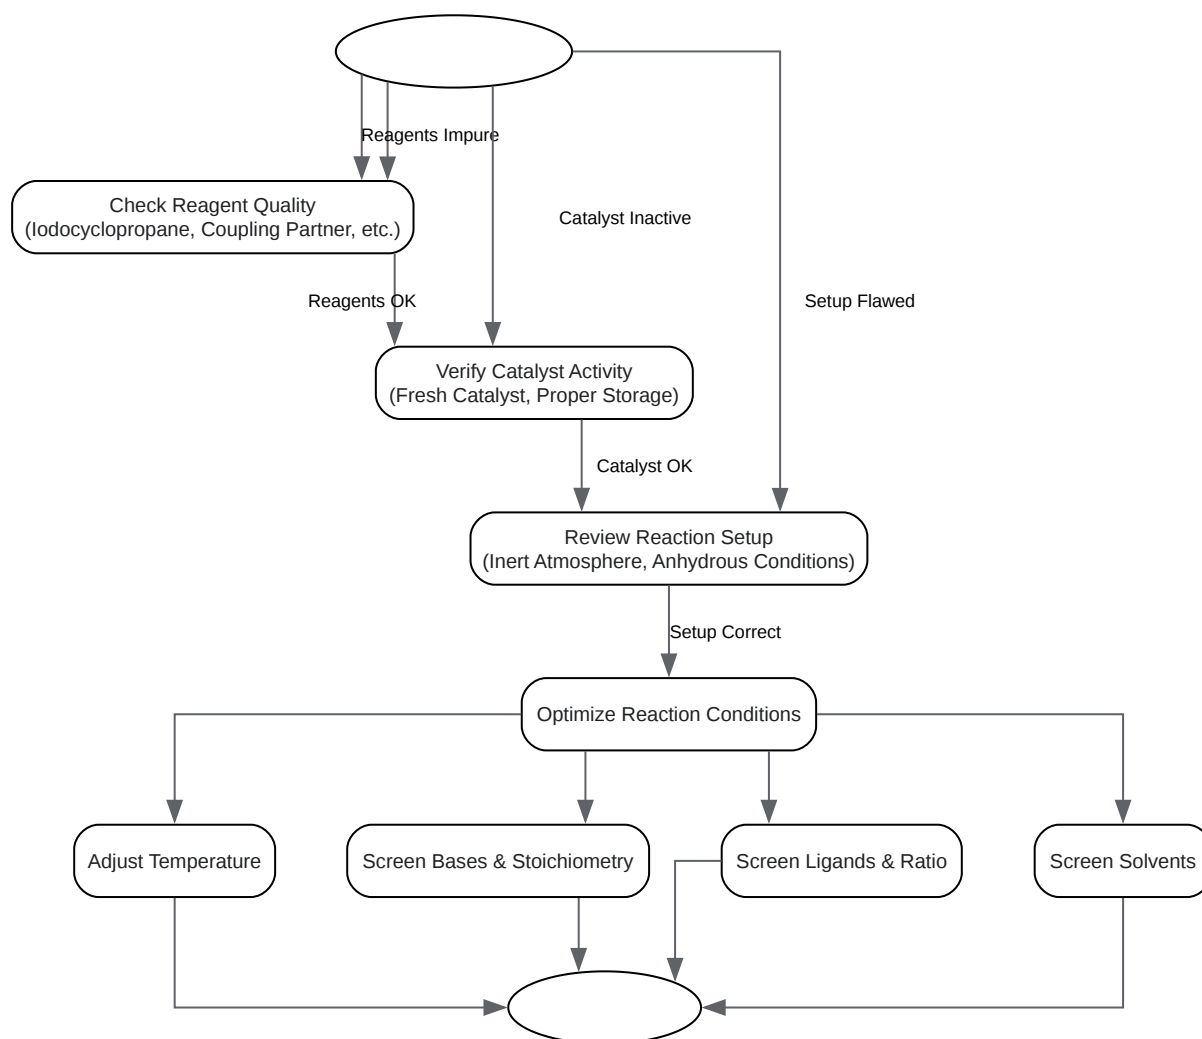 Reagents Impure
Check Reagent Quality
(Iodocyclopropane, Coupling Partner, etc.)
Catalyst Inactive
Reagents OK
Setup Flawed
Verify Catalyst Activity
(Fresh Catalyst, Proper Storage)
Catalyst OK
Review Reaction Setup
(Inert Atmosphere, Anhydrous Conditions)
Setup Correct
Optimize Reaction Conditions
Adjust Temperature
Screen Bases & Stoichiometry
Screen Ligands & Ratio
Screen Solvents